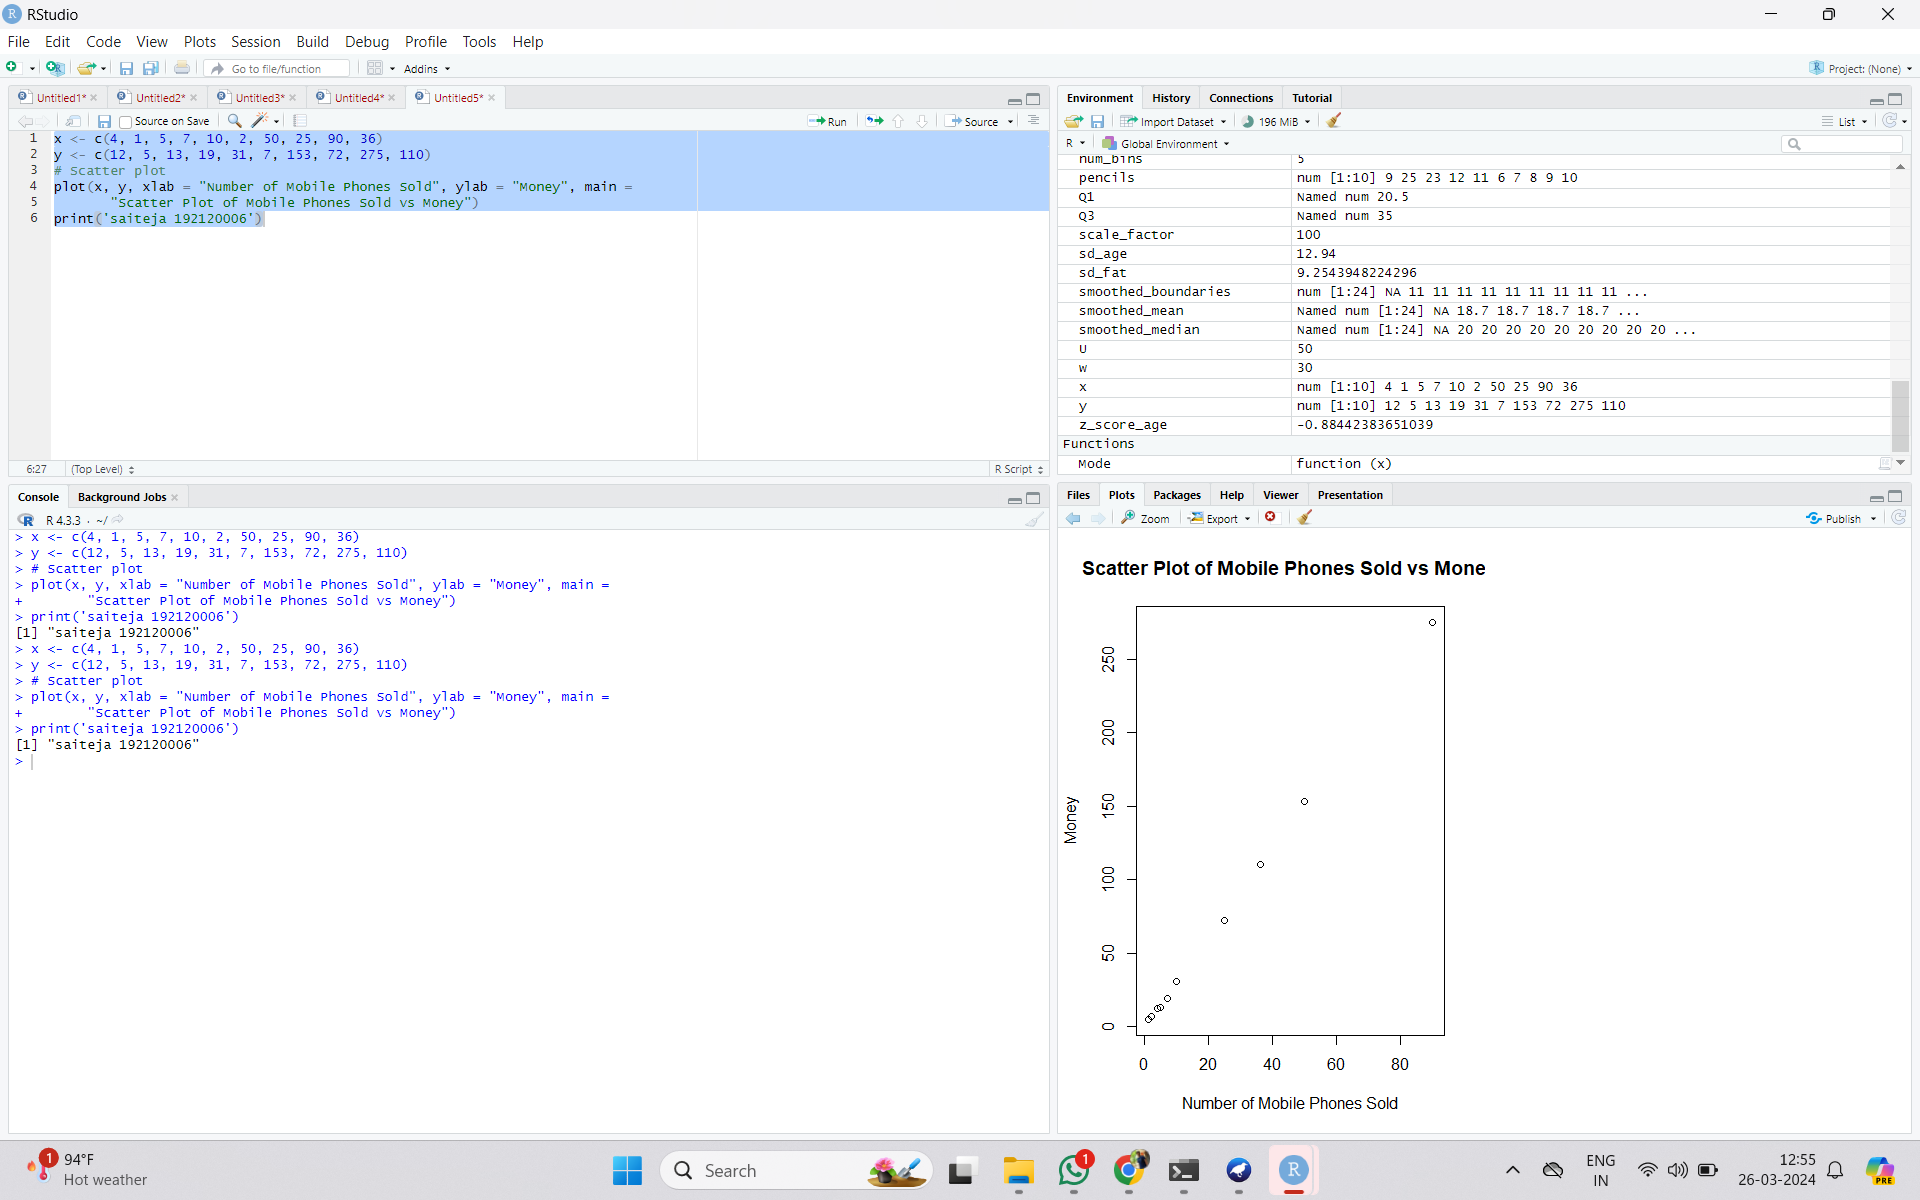 RStudio
File Edit Code View Plots Session Build Debug Profile Tools Help
Go to file/function Addins Project: (None)
Untitled1* Untitled2* Untitled3* Untitled4* Untitled5*
Source on Save Run Source
1 x <- c(4, 1, 5, 7, 10, 2, 50, 25, 90, 36)
2 y <- c(12, 5, 13, 19, 31, 7, 153, 72, 275, 110)
3 # Scatter plot
4 plot(x, y, xlab = "Number of Mobile Phones Sold", ylab = "Money", main =
5 "Scatter Plot of Mobile Phones Sold vs Money")
6 print('saiteja 192120006')
6:27 (Top Level) R Script
Console Background Jobs
R 4.3.3 · ~/
> x <- c(4, 1, 5, 7, 10, 2, 50, 25, 90, 36)
> y <- c(12, 5, 13, 19, 31, 7, 153, 72, 275, 110)
> # Scatter plot
> plot(x, y, xlab = "Number of Mobile Phones Sold", ylab = "Money", main =
+ "Scatter Plot of Mobile Phones Sold vs Money")
> print('saiteja 192120006')
[1] "saiteja 192120006"
> x <- c(4, 1, 5, 7, 10, 2, 50, 25, 90, 36)
> y <- c(12, 5, 13, 19, 31, 7, 153, 72, 275, 110)
> # Scatter plot
> plot(x, y, xlab = "Number of Mobile Phones Sold", ylab = "Money", main =
+ "Scatter Plot of Mobile Phones Sold vs Money")
> print('saiteja 192120006')
[1] "saiteja 192120006"
>
Environment History Connections Tutorial
Import Dataset 196 MiB List
R Global Environment
num_bins 5
pencils num [1:10] 9 25 23 12 11 6 7 8 9 10
Q1 Named num 20.5
Q3 Named num 35
scale_factor 100
sd_age 12.94
sd_fat 9.2543948224296
smoothed_boundaries num [1:24] NA 11 11 11 11 11 11 11 11 11 ...
smoothed_mean Named num [1:24] NA 18.7 18.7 18.7 18.7 ...
smoothed_median Named num [1:24] NA 20 20 20 20 20 20 20 20 20 ...
U 50
w 30
x num [1:10] 4 1 5 7 10 2 50 25 90 36
y num [1:10] 12 5 13 19 31 7 153 72 275 110
z_score_age -0.88442383651039
Functions
Mode function (x)
Files Plots Packages Help Viewer Presentation
Zoom Export Publish
Scatter Plot of Mobile Phones Sold vs Mone
Money
250
200
150
100
50
0
0 20 40 60 80
Number of Mobile Phones Sold
1 94°F
Hot weather
Search
1
ENG
IN
12:55
26-03-2024
PRE